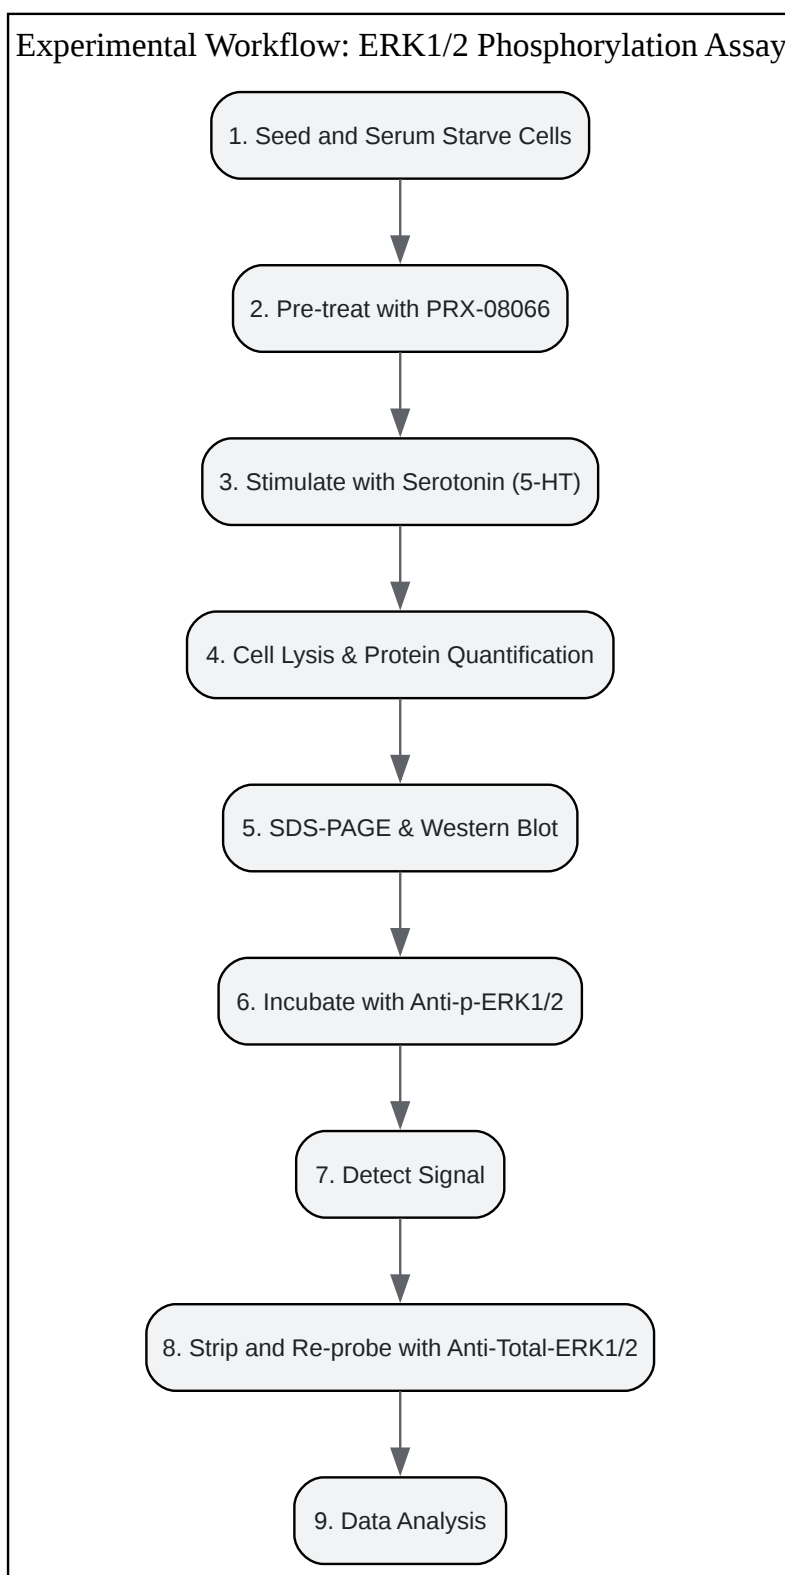 Experimental Workflow: ERK1/2 Phosphorylation Assay
1. Seed and Serum Starve Cells
2. Pre-treat with PRX-08066
3. Stimulate with Serotonin (5-HT)
4. Cell Lysis & Protein Quantification
5. SDS-PAGE & Western Blot
6. Incubate with Anti-p-ERK1/2
7. Detect Signal
8. Strip and Re-probe with Anti-Total-ERK1/2
9. Data Analysis